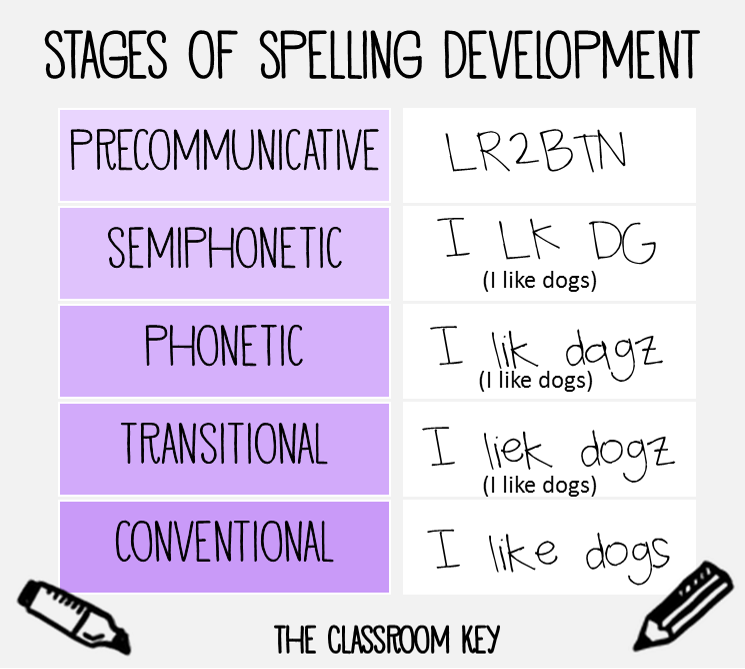 STAGES OF SPELLING DEVELOPMENT
PRECOMMUNICATIVE LR2BTN
SEMIPHONETIC I LK DG
(I like dogs)
PHONETIC I lik dagz
(I like dogs)
TRANSITIONAL I liek dogz
(I like dogs)
CONVENTIONAL I like dogs
THE CLASSROOM KEY